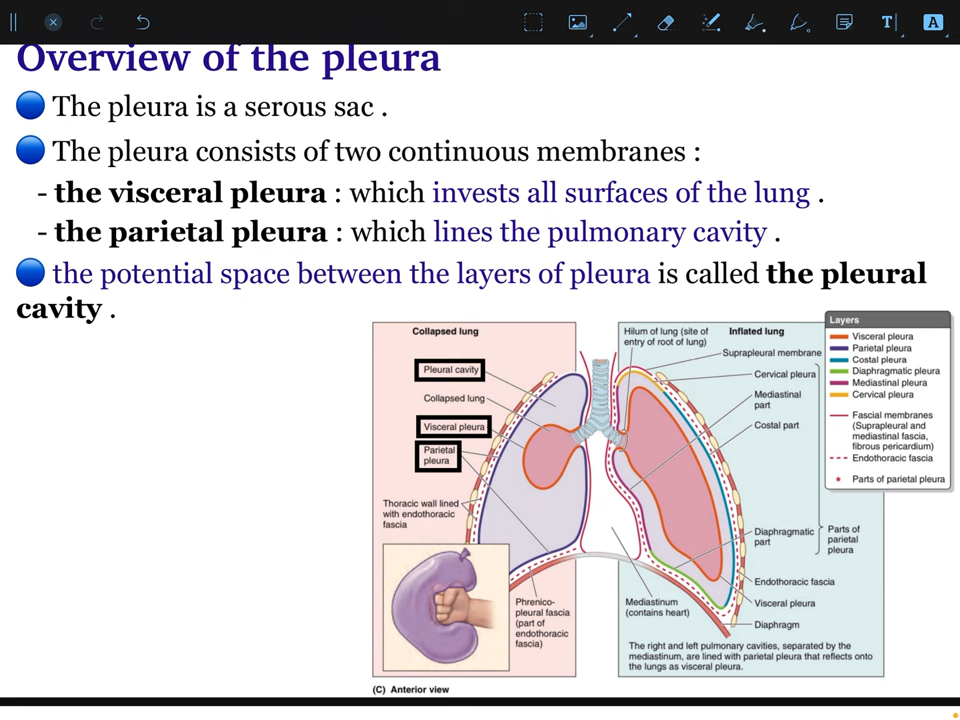 Overview of the pleura
The pleura is a serous sac .
The pleura consists of two continuous membranes :
- the visceral pleura : which invests all surfaces of the lung .
- the parietal pleura : which lines the pulmonary cavity .
the potential space between the layers of pleura is called the pleural
cavity .
Collapsed lung
Pleural cavity
Collapsed lung
Visceral pleura
Parietal
pleura
Thoracic wall lined
with endothoracic
fascia
Phrenico-
pleural fascia
(part of
endothoracic
fascia)
Hilum of lung (site of
entry of root of lung)
Inflated lung
Suprapleural membrane
Cervical pleura
Mediastinal
part
Costal part
Diaphragmatic
part
Parts of
parietal
pleura
Endothoracic fascia
Visceral pleura
Diaphragm
Mediastinum
(contains heart)
The right and left pulmonary cavities, separated by the
mediastinum, are lined with parietal pleura that reflects onto
the lungs as visceral pleura.
Layers
Visceral pleura
Parietal pleura
Costal pleura
Diaphragmatic pleura
Mediastinal pleura
Cervical pleura
Fascial membranes
(Suprapleural and
mediastinal fascia,
fibrous pericardium)
Endothoracic fascia
Parts of parietal pleura
(C) Anterior view